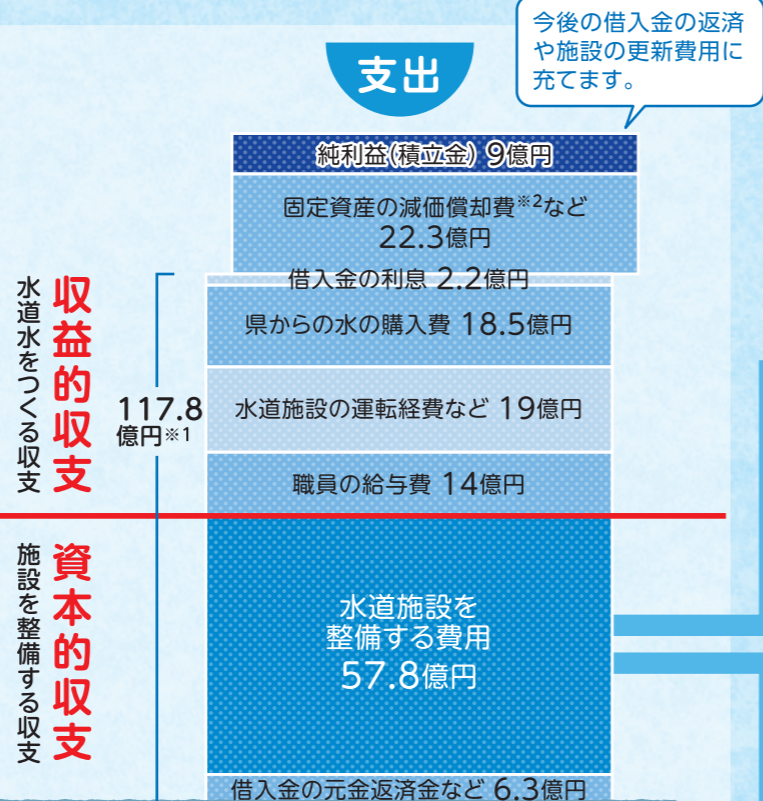 今後の借入金の返済
や施設の更新費用に
充てます。
支出
純利益(積立金) 9億円
固定資産の減価償却費※2など
22.3億円
借入金の利息 2.2億円
県からの水の購入費 18.5億円
水道施設の運転経費など 19億円
職員の給与費 14億円
収益的収支
水道水をつくる収支
117.8
億円※1
資本的収支
施設を整備する収支
水道施設を
整備する費用
57.8億円
借入金の元金返済金など 6.3億円